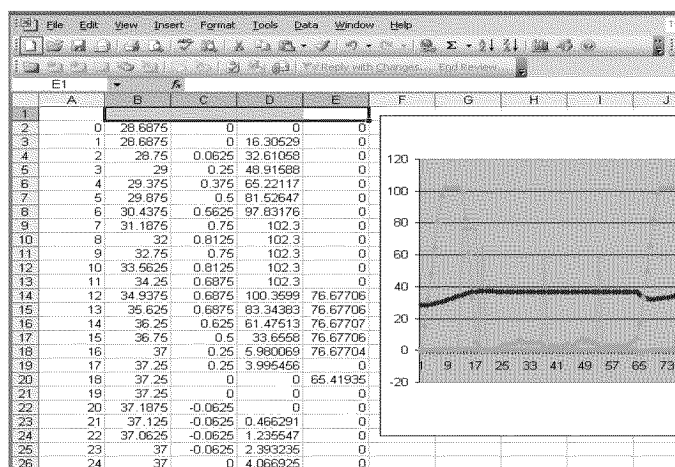 File Edit View Insert Format Tools Data Window Help
Reply with Changes... End Review...
E1 fx
A B C D E F G H I J
1
2 0 28.6875 0 0 0
3 1 28.6875 0 16.30529 0
4 2 28.75 0.0625 32.61058 0
5 3 29 0.25 48.91588 0
6 4 29.375 0.375 65.22117 0
7 5 29.875 0.5 81.52647 0
8 6 30.4375 0.5625 97.83176 0
9 7 31.1875 0.75 102.3 0
10 8 32 0.8125 102.3 0
11 9 32.75 0.75 102.3 0
12 10 33.5625 0.8125 102.3 0
13 11 34.25 0.6875 102.3 0
14 12 34.9375 0.6875 100.3599 76.67706
15 13 35.625 0.6875 83.34383 76.67706
16 14 36.25 0.625 61.47513 76.67707
17 15 36.75 0.5 33.6558 76.67706
18 16 37 0.25 5.980069 76.67704
19 17 37.25 0.25 3.995456 0
20 18 37.25 0 0 65.41935
21 19 37.25 0 0 0
22 20 37.1875 -0.0625 0 0
23 21 37.125 -0.0625 0.466291 0
24 22 37.0625 -0.0625 1.235547 0
25 23 37 -0.0625 2.393235 0
26 24 37 0 4.066925 0
120
100
80
60
40
20
0
-20
1 9 17 25 33 41 49 57 65 73